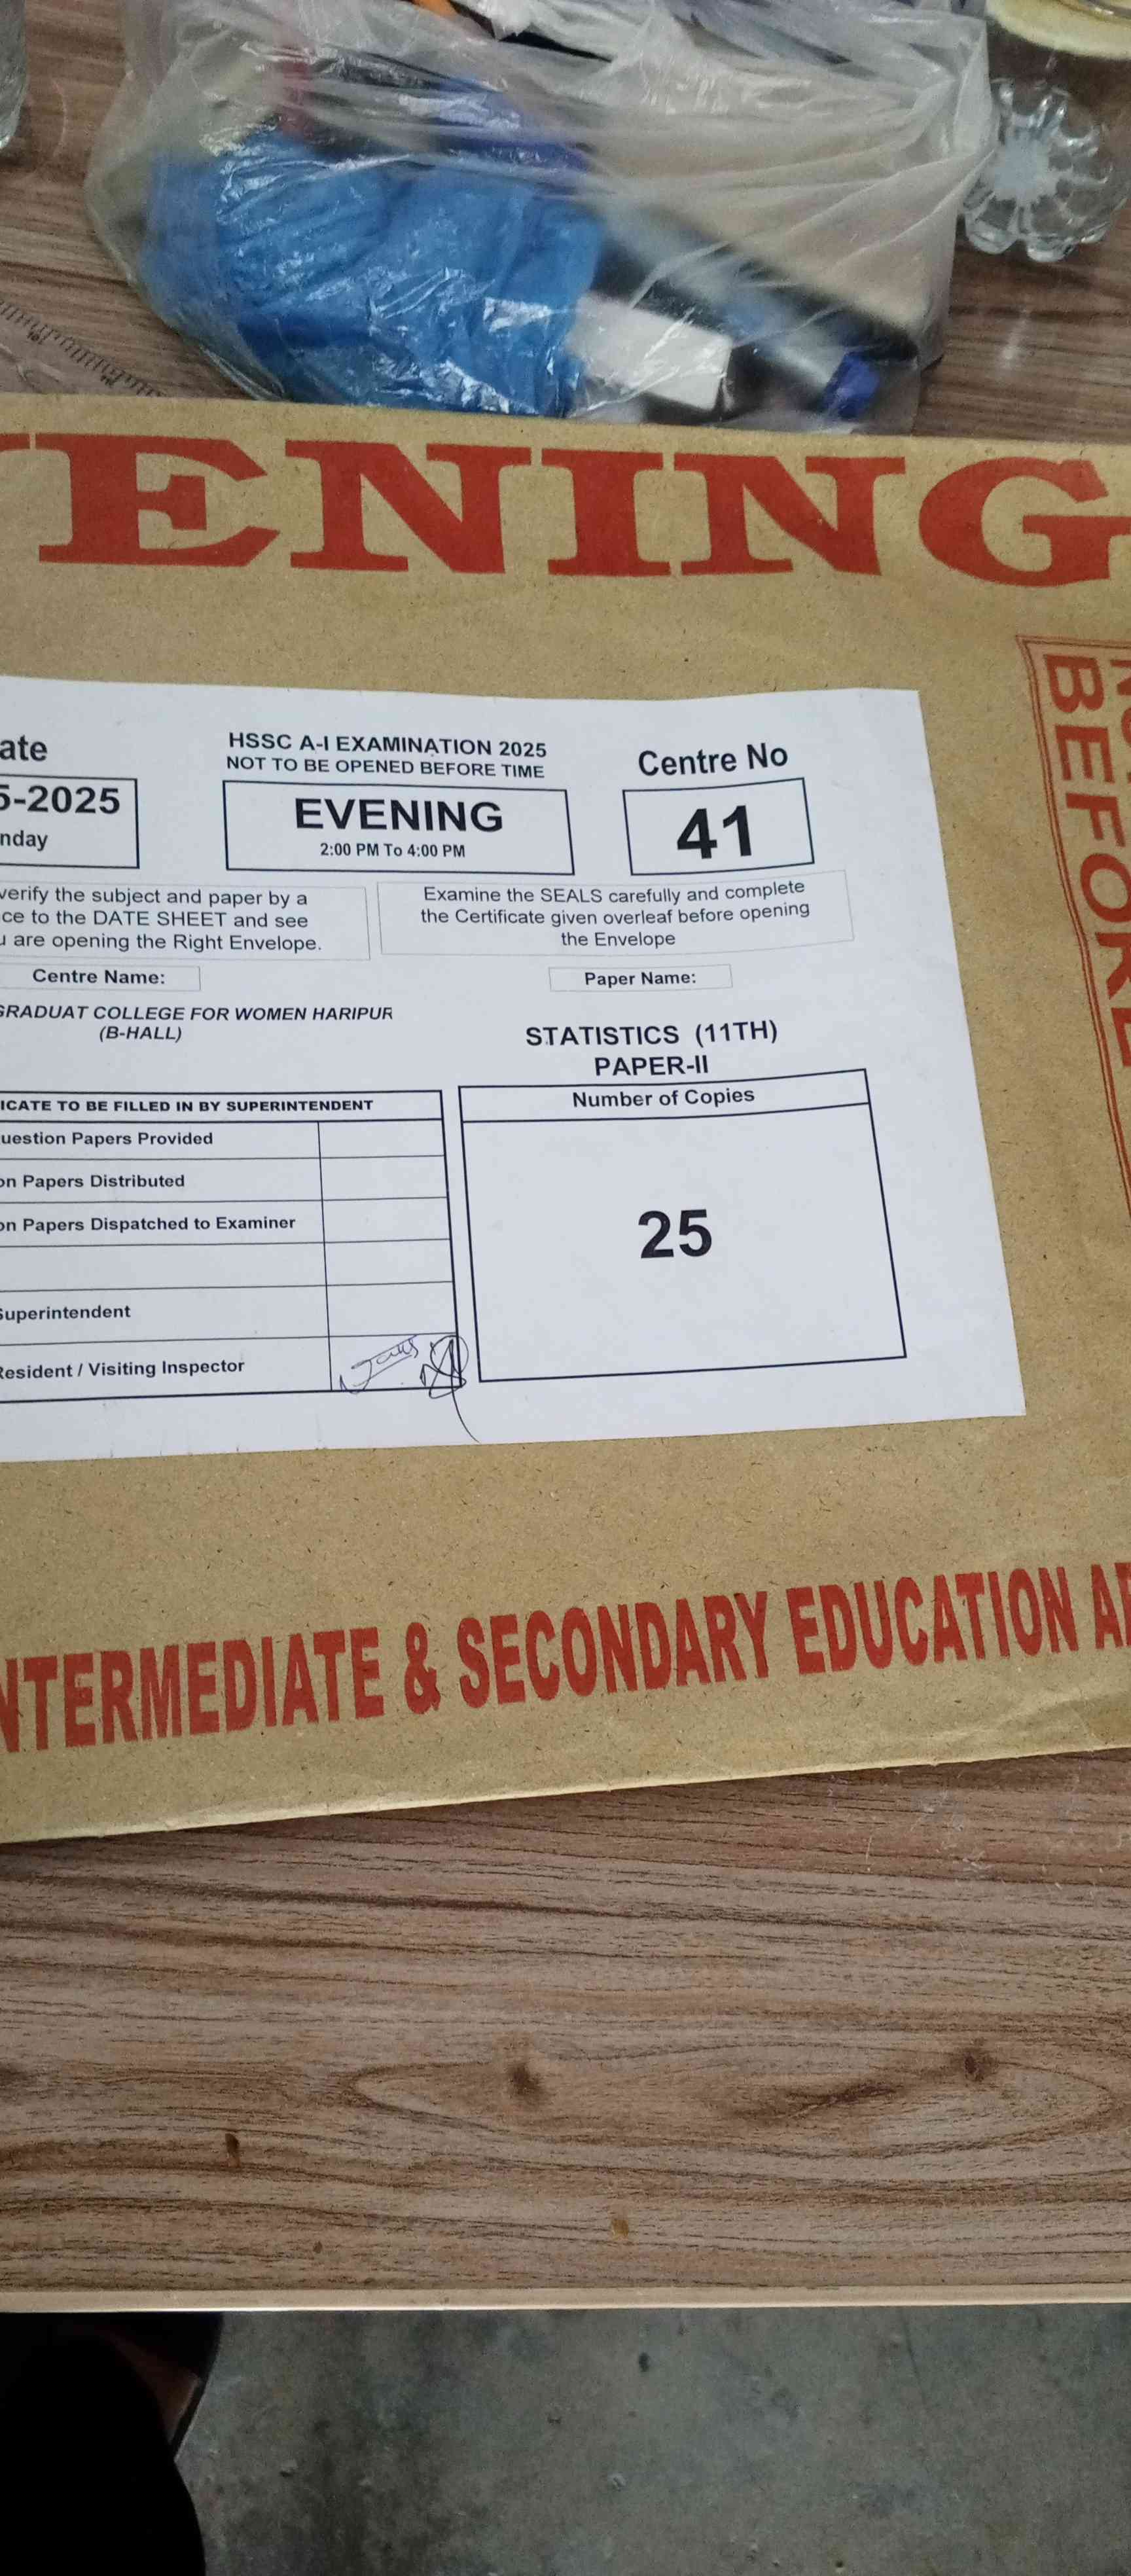 ENING
BEFORE
ate
5-2025
nday
HSSC A-I EXAMINATION 2025
NOT TO BE OPENED BEFORE TIME
EVENING
2:00 PM To 4:00 PM
Centre No
41
verify the subject and paper by a
ce to the DATE SHEET and see
u are opening the Right Envelope.
Examine the SEALS carefully and complete
the Certificate given overleaf before opening
the Envelope
Centre Name:
GRADUAT COLLEGE FOR WOMEN HARIPUR
(B-HALL)
Paper Name:
STATISTICS (11TH)
PAPER-II
ICATE TO BE FILLED IN BY SUPERINTENDENT
uestion Papers Provided
on Papers Distributed
on Papers Dispatched to Examiner
Superintendent
Resident / Visiting Inspector
Number of Copies
25
NTERMEDIATE & SECONDARY EDUCATION